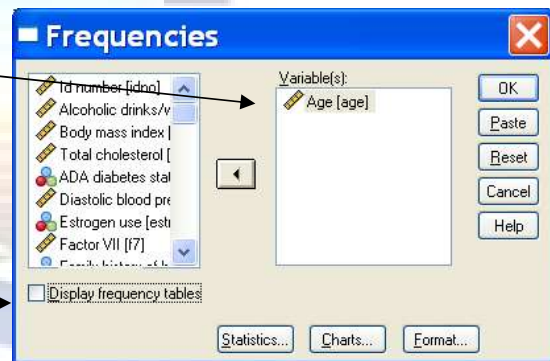 Frequencies
Id number [idno]
Alcoholic drinks/w
Body mass index [
Total cholesterol [
ADA diabetes stat
Diastolic blood pre
Estrogen use [estr
Factor VII [f7]
Display frequency tables
Variable(s):
Age [age]
OK
Paste
Reset
Cancel
Help
Statistics...
Charts...
Format...